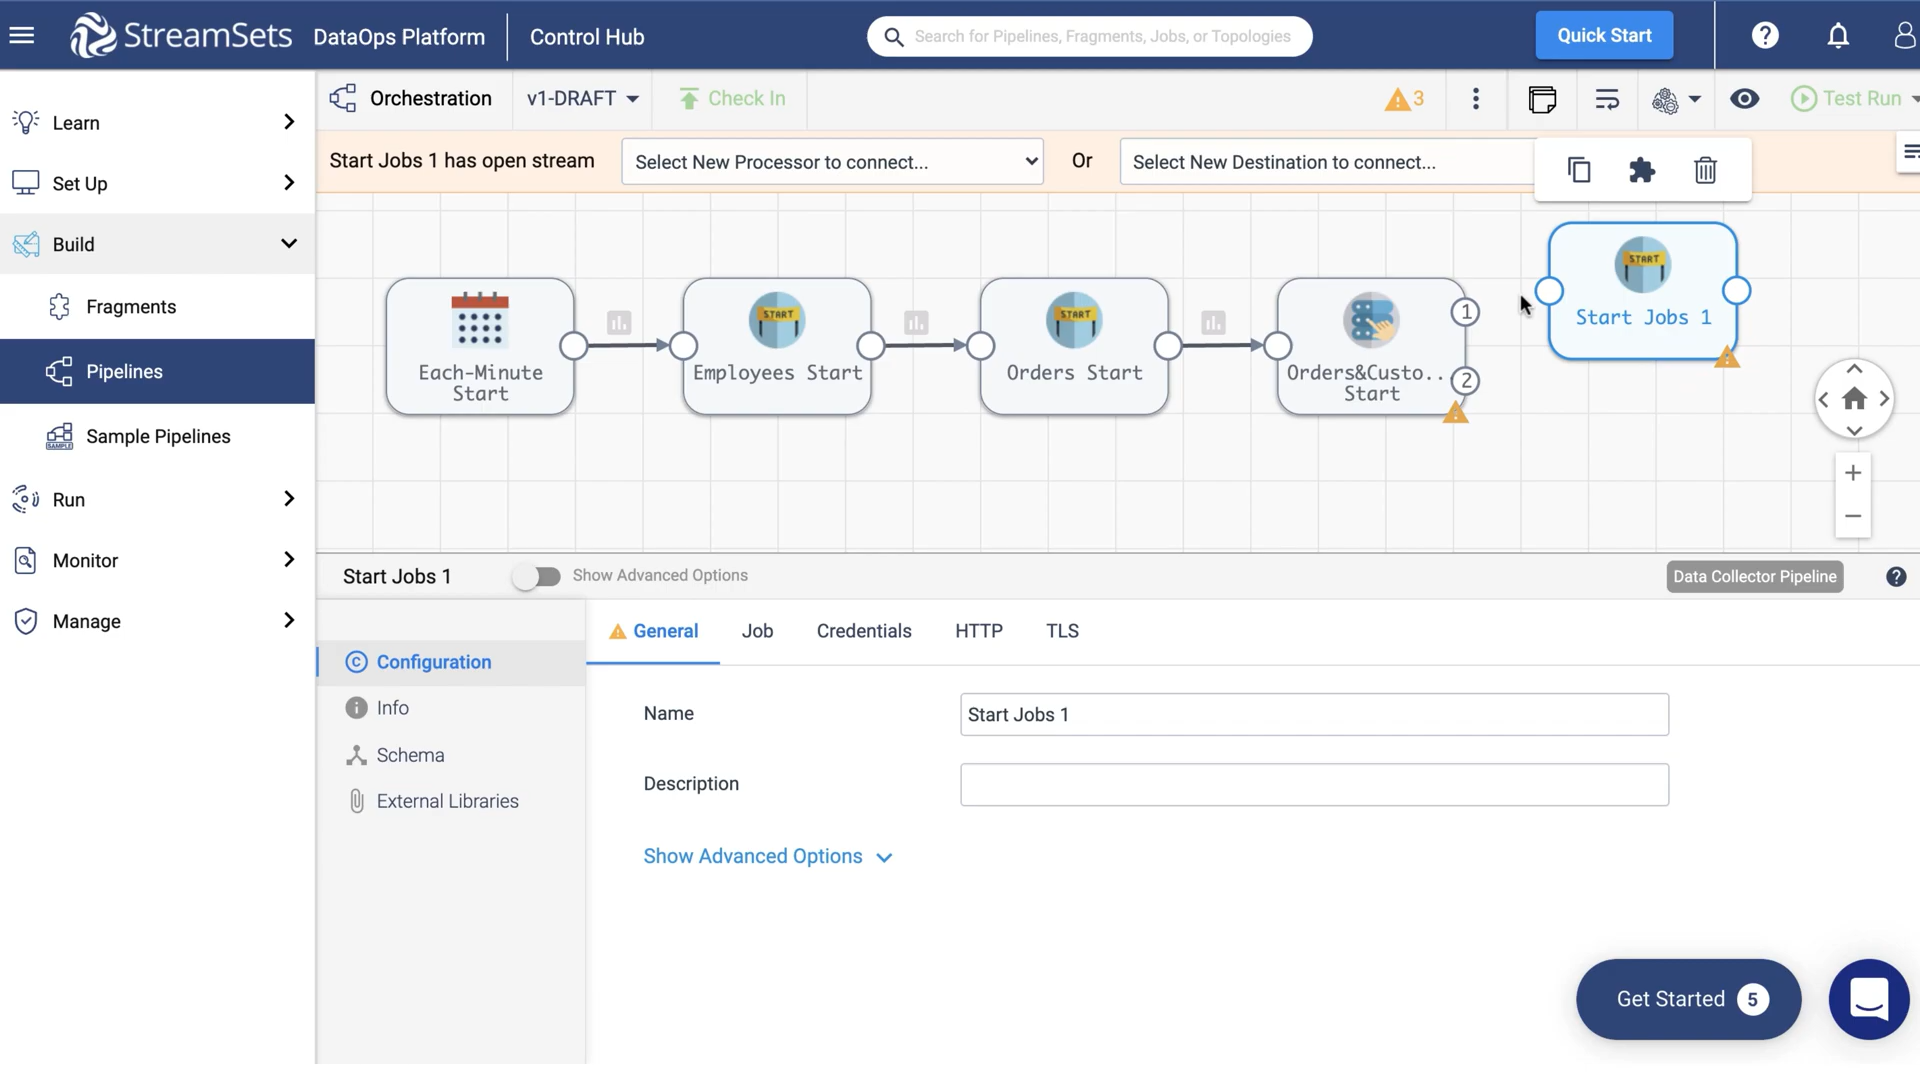 StreamSets DataOps Platform Control Hub Search for Pipelines, Fragments, Jobs, or Topologies Quick Start ?
Orchestration v1-DRAFT Check In 3 Test Run
Start Jobs 1 has open stream Select New Processor to connect... Or Select New Destination to connect...
Learn
Set Up
Build
Fragments
Pipelines
Sample Pipelines
SAMPLE
Run
Monitor
Manage
Each-Minute
Start
START
Employees Start
START
Orders Start
Orders&Custo..
Start
1
2
START
Start Jobs 1
Start Jobs 1 Show Advanced Options Data Collector Pipeline ?
Configuration
Info
Schema
External Libraries
General Job Credentials HTTP TLS
Name Start Jobs 1
Description
Show Advanced Options
Get Started 5